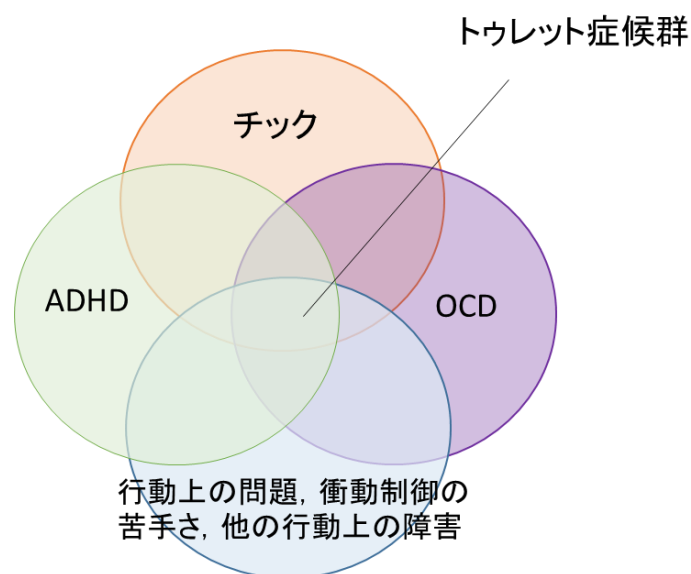 トゥレット症候群
チック
ADHD
OCD
行動上の問題, 衝動制御の
苦手さ, 他の行動上の障害